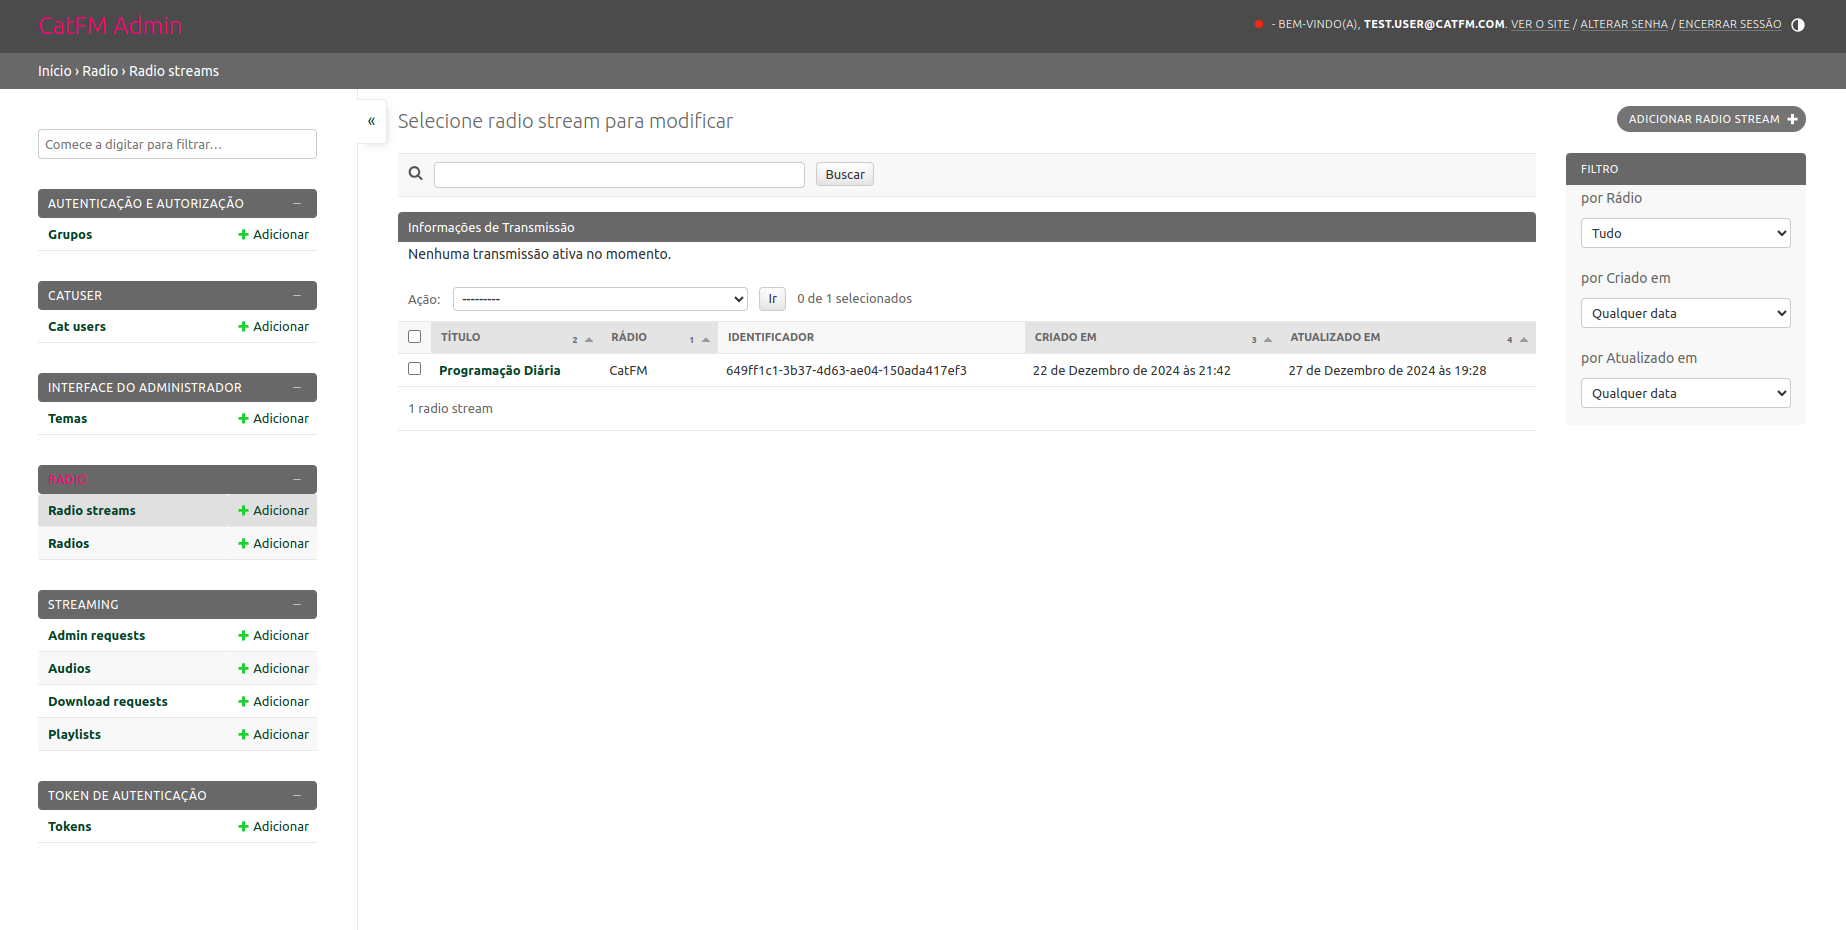 CatFM Admin
- BEM-VINDO(A), TEST.USER@CATFM.COM. VER O SITE / ALTERAR SENHA / ENCERRAR SESSÃO
Início › Radio › Radio streams
Comece a digitar para filtrar...
AUTENTICAÇÃO E AUTORIZAÇÃO –
Grupos Adicionar
CATUSER –
Cat users Adicionar
INTERFACE DO ADMINISTRADOR –
Temas Adicionar
RADIO –
Radio streams Adicionar
Radios Adicionar
STREAMING –
Admin requests Adicionar
Audios Adicionar
Download requests Adicionar
Playlists Adicionar
TOKEN DE AUTENTICAÇÃO –
Tokens Adicionar
«
Selecione radio stream para modificar
ADICIONAR RADIO STREAM
Buscar
Informações de Transmissão
Nenhuma transmissão ativa no momento.
Ação: --------- Ir 0 de 1 selecionados
TÍTULO 2 RÁDIO 1 IDENTIFICADOR CRIADO EM 3 ATUALIZADO EM 4
Programação Diária CatFM 649ff1c1-3b37-4d63-ae04-150ada417ef3 22 de Dezembro de 2024 às 21:42 27 de Dezembro de 2024 às 19:28
1 radio stream
FILTRO
por Rádio
Tudo
por Criado em
Qualquer data
por Atualizado em
Qualquer data